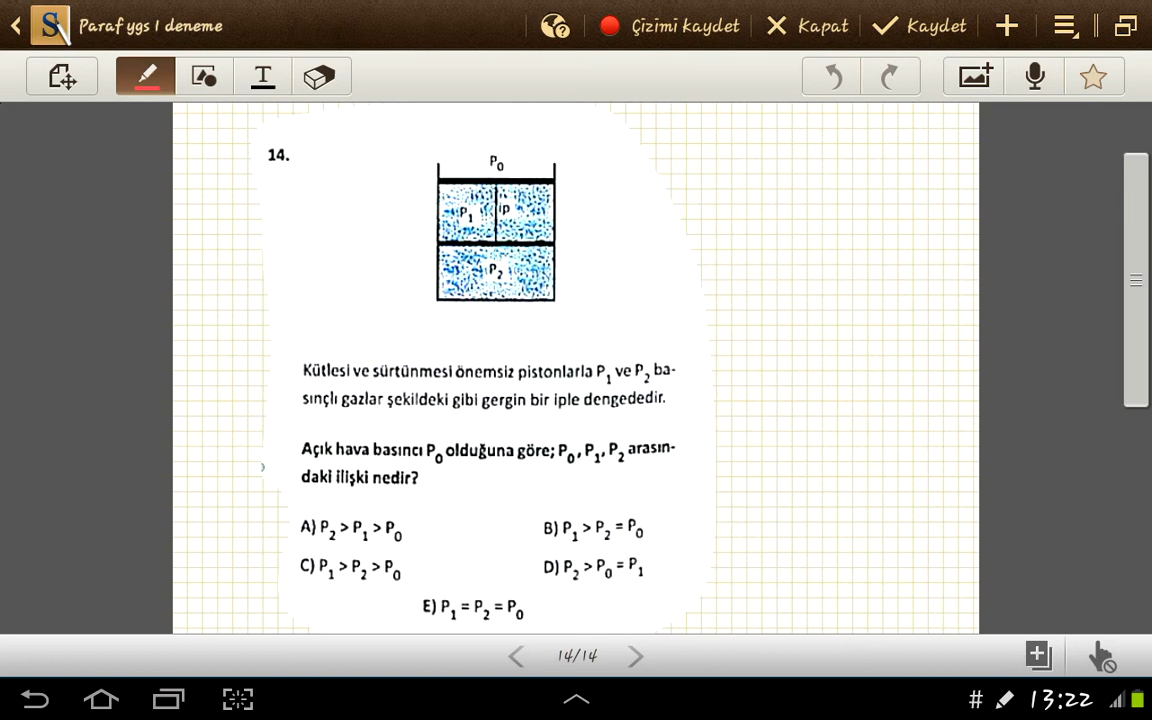 Paraf ygs 1 deneme
Çizimi kaydet
Kapat
Kaydet
14.
P0
P1
ip
P2
Kütlesi ve sürtünmesi önemsiz pistonlarla P1 ve P2 ba-
sınçlı gazlar şekildeki gibi gergin bir iple dengededir.
Açık hava basıncı P0 olduğuna göre; P0, P1, P2 arasın-
daki ilişki nedir?
A) P2 > P1 > P0
B) P1 > P2 = P0
C) P1 > P2 > P0
D) P2 > P0 = P1
E) P1 = P2 = P0
14/14
# 13:22